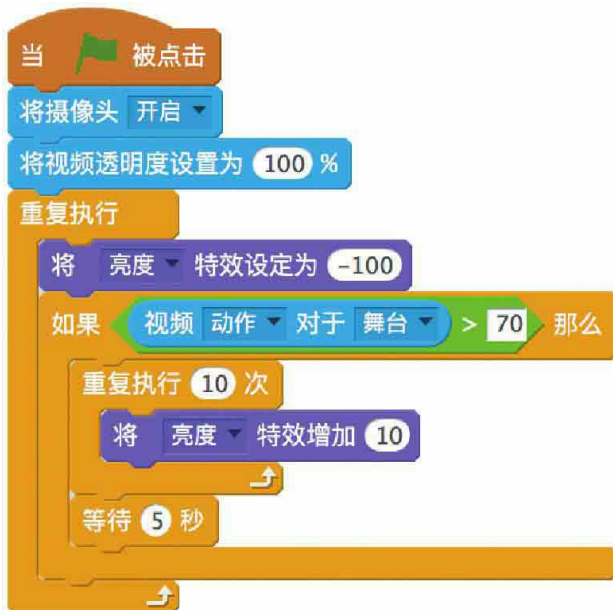 当 被点击
将摄像头 开启
将视频透明度设置为 100 %
重复执行
将 亮度 特效设定为 -100
如果 视频 动作 对于 舞台 > 70 那么
重复执行 10 次
将 亮度 特效增加 10
等待 5 秒